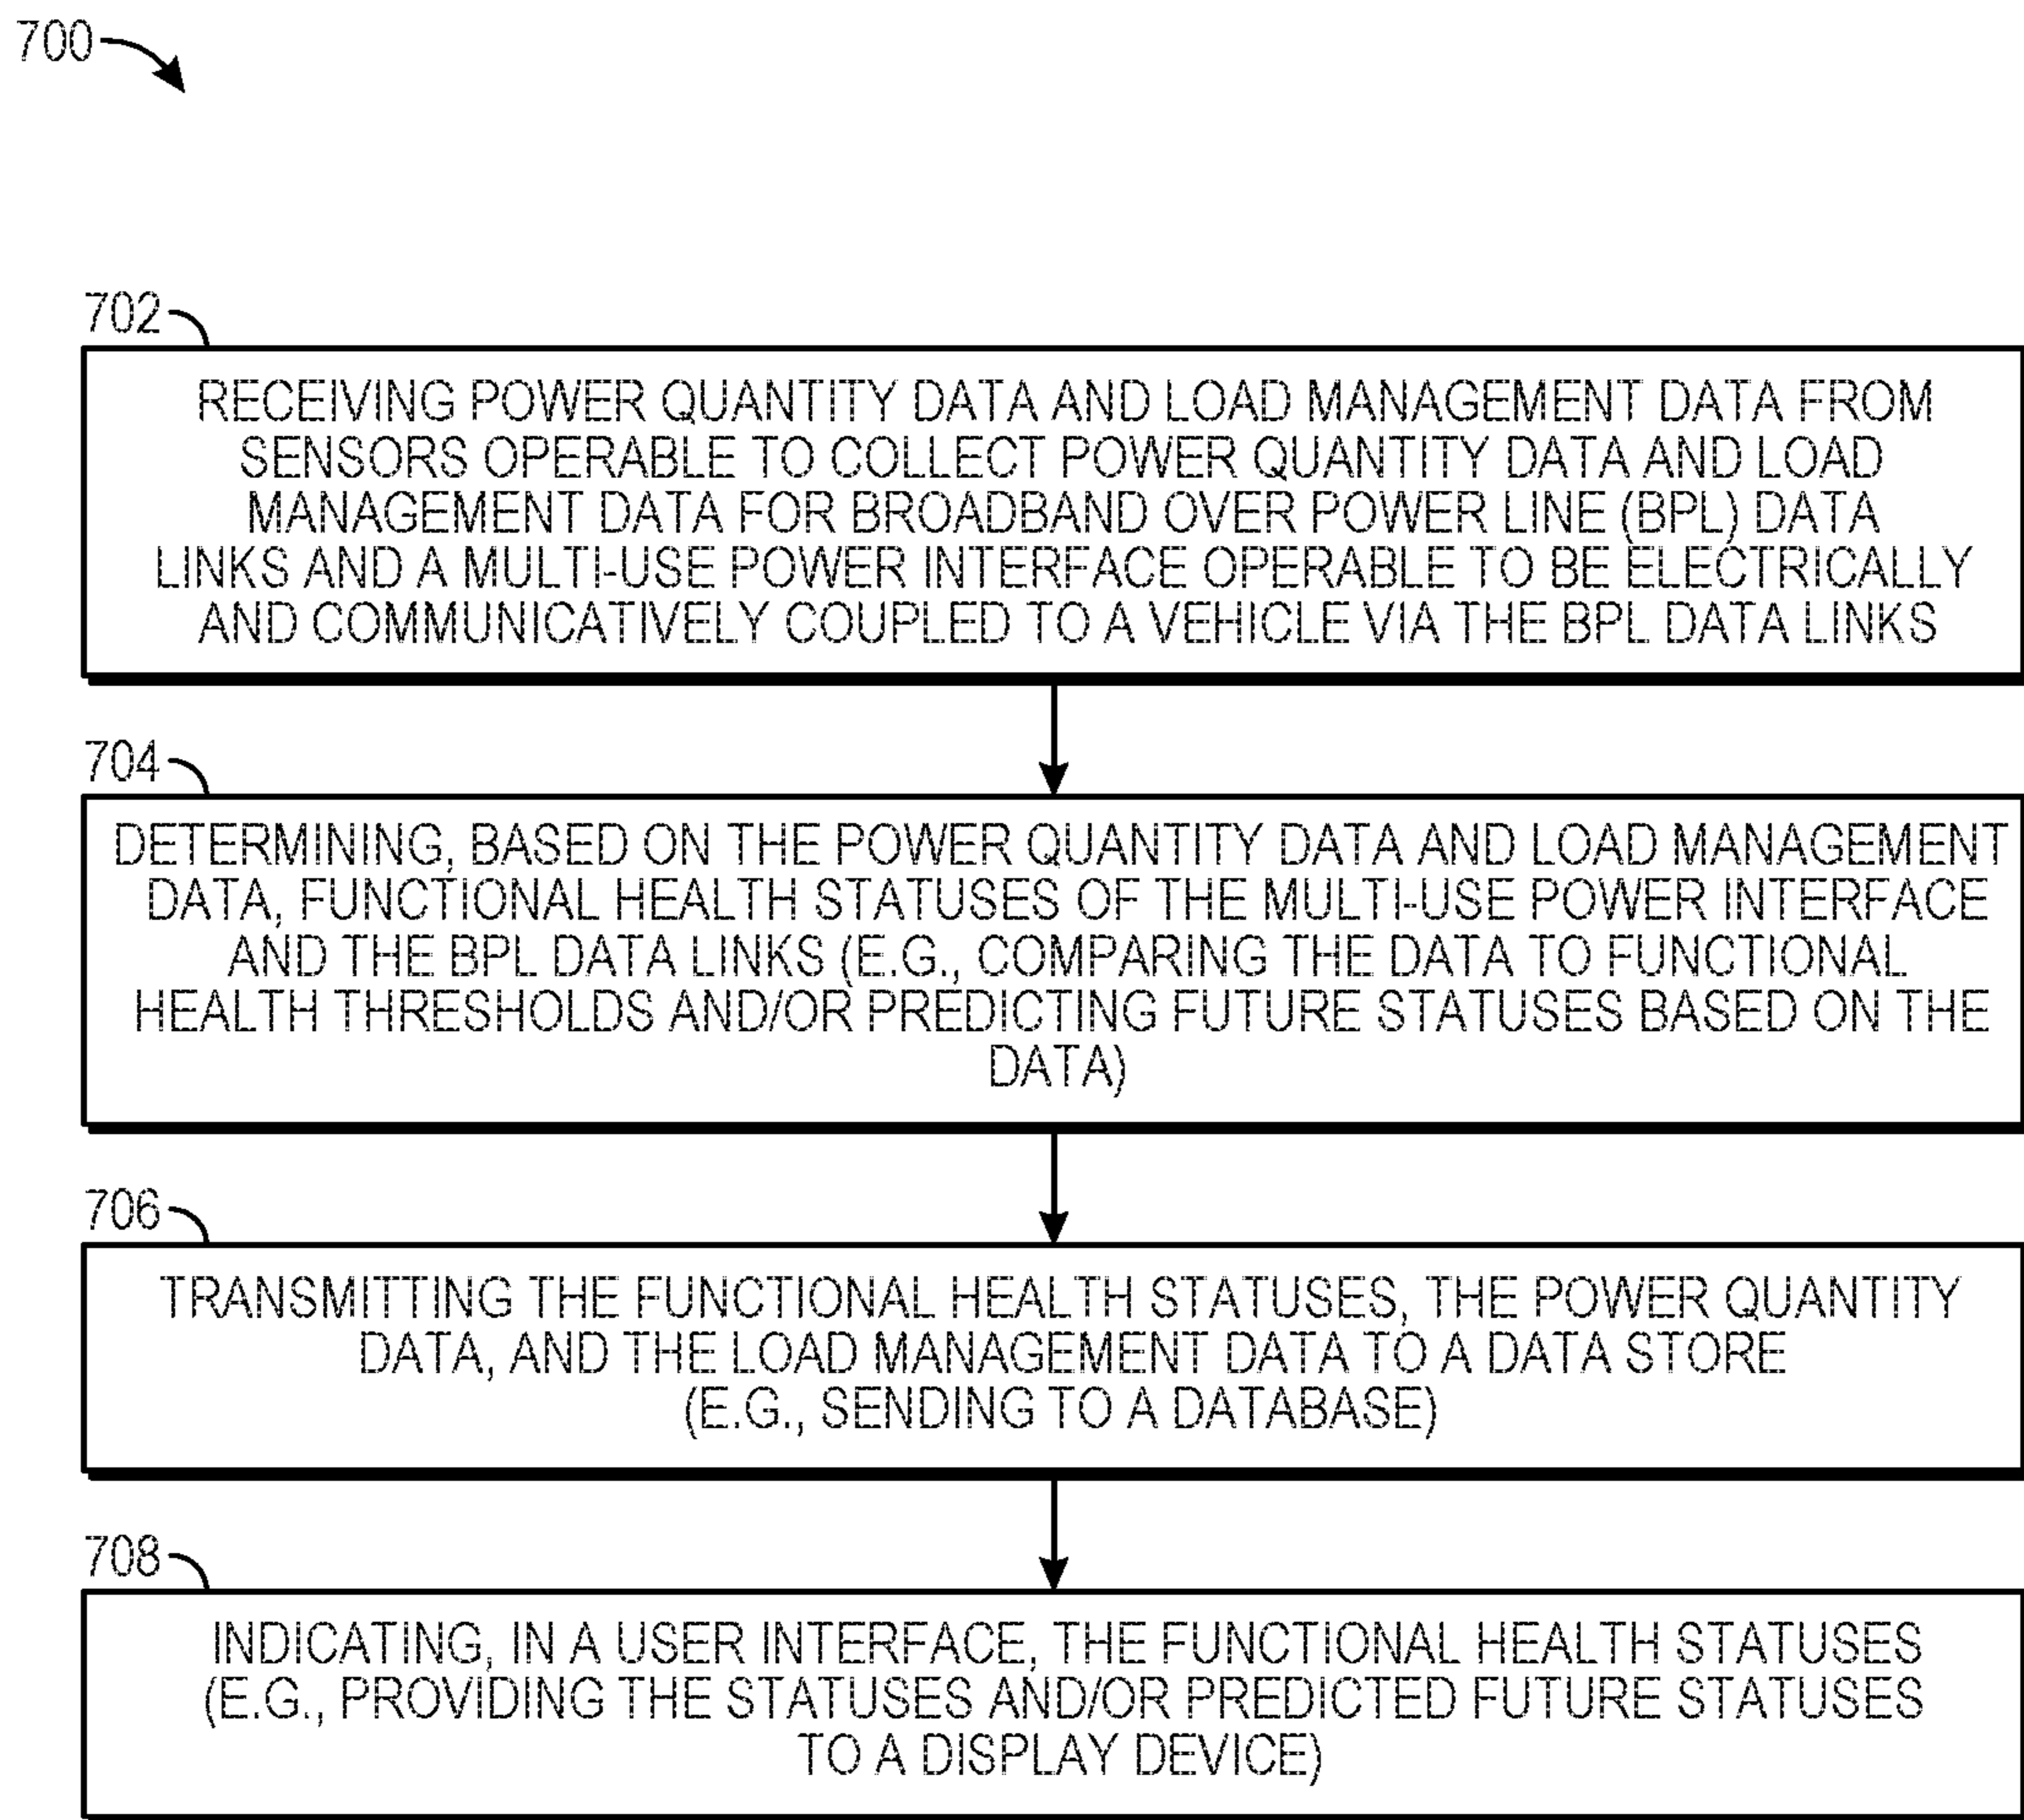 700
702
RECEIVING POWER QUANTITY DATA AND LOAD MANAGEMENT DATA FROM
SENSORS OPERABLE TO COLLECT POWER QUANTITY DATA AND LOAD
MANAGEMENT DATA FOR BROADBAND OVER POWER LINE (BPL) DATA
LINKS AND A MULTI-USE POWER INTERFACE OPERABLE TO BE ELECTRICALLY
AND COMMUNICATIVELY COUPLED TO A VEHICLE VIA THE BPL DATA LINKS
704
DETERMINING, BASED ON THE POWER QUANTITY DATA AND LOAD MANAGEMENT
DATA, FUNCTIONAL HEALTH STATUSES OF THE MULTI-USE POWER INTERFACE
AND THE BPL DATA LINKS (E.G., COMPARING THE DATA TO FUNCTIONAL
HEALTH THRESHOLDS AND/OR PREDICTING FUTURE STATUSES BASED ON THE
DATA)
706
TRANSMITTING THE FUNCTIONAL HEALTH STATUSES, THE POWER QUANTITY
DATA, AND THE LOAD MANAGEMENT DATA TO A DATA STORE
(E.G., SENDING TO A DATABASE)
708
INDICATING, IN A USER INTERFACE, THE FUNCTIONAL HEALTH STATUSES
(E.G., PROVIDING THE STATUSES AND/OR PREDICTED FUTURE STATUSES
TO A DISPLAY DEVICE)